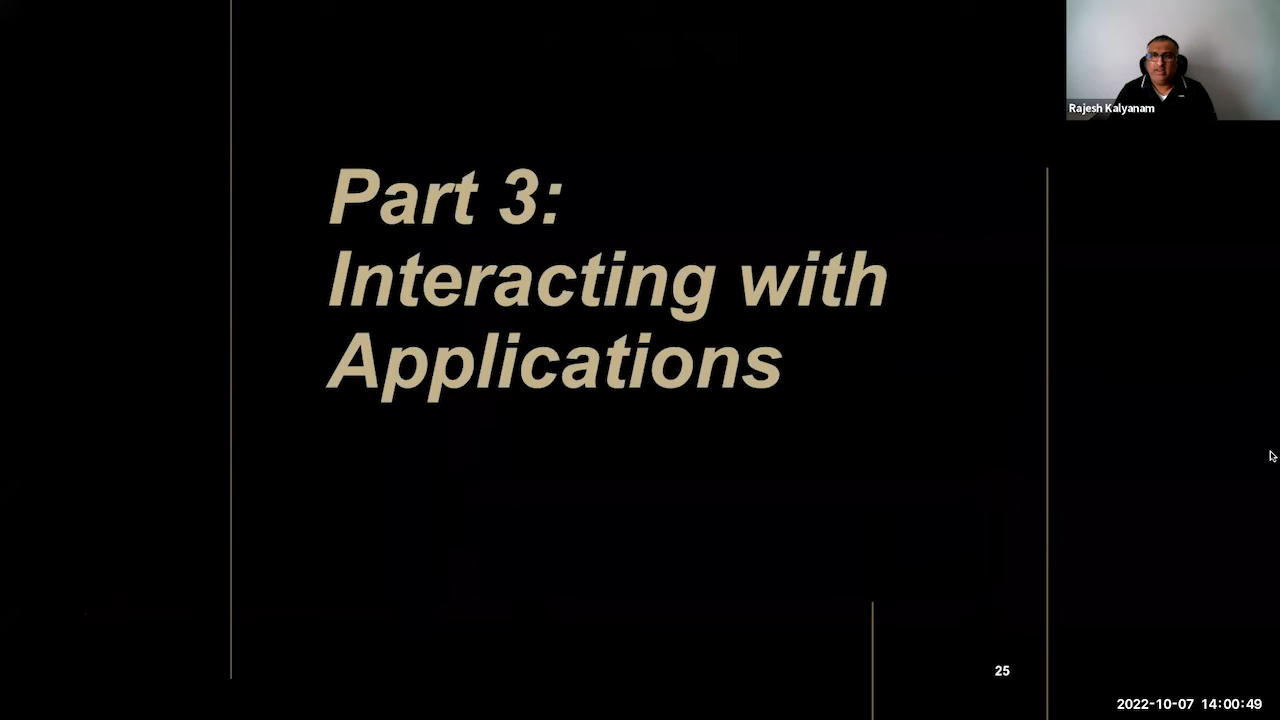 Rajesh Kalyanam
Part 3:
Interacting with
Applications
25
2022-10-07 14:00:49